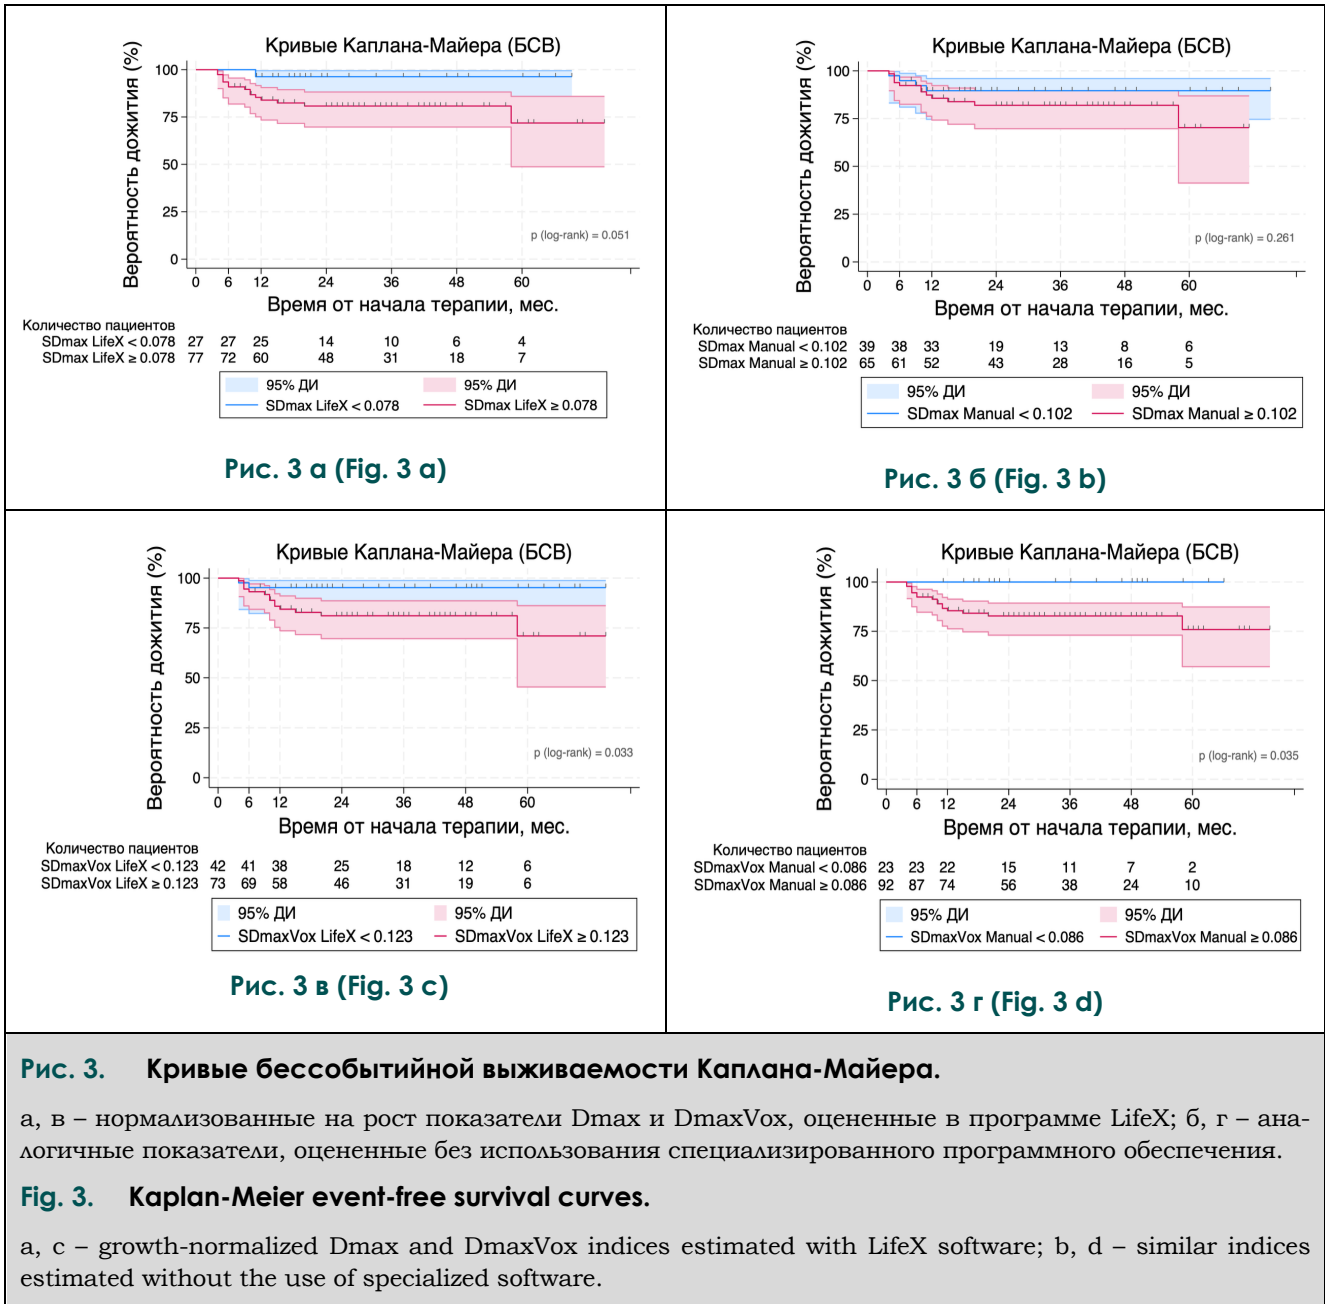 Кривые Каплана-Майера (БСВ)
Вероятность дожития (%)
100
75
50
25
0
p (log-rank) = 0.051
0 6 12 24 36 48 60
Время от начала терапии, мес.
Количество пациентов
SDmax LifeX < 0.078 27 27 25 14 10 6 4
SDmax LifeX ≥ 0.078 77 72 60 48 31 18 7
95% ДИ 95% ДИ
SDmax LifeX < 0.078 SDmax LifeX ≥ 0.078
Рис. 3 а (Fig. 3 a)
Кривые Каплана-Майера (БСВ)
Вероятность дожития (%)
100
75
50
25
0
p (log-rank) = 0.261
0 6 12 24 36 48 60
Время от начала терапии, мес.
Количество пациентов
SDmax Manual < 0.102 39 38 33 19 13 8 6
SDmax Manual ≥ 0.102 65 61 52 43 28 16 5
95% ДИ 95% ДИ
SDmax Manual < 0.102 SDmax Manual ≥ 0.102
Рис. 3 б (Fig. 3 b)
Кривые Каплана-Майера (БСВ)
Вероятность дожития (%)
100
75
50
25
0
p (log-rank) = 0.033
0 6 12 24 36 48 60
Время от начала терапии, мес.
Количество пациентов
SDmaxVox LifeX < 0.123 42 41 38 25 18 12 6
SDmaxVox LifeX ≥ 0.123 73 69 58 46 31 19 6
95% ДИ 95% ДИ
SDmaxVox LifeX < 0.123 SDmaxVox LifeX ≥ 0.123
Рис. 3 в (Fig. 3 c)
Кривые Каплана-Майера (БСВ)
Вероятность дожития (%)
100
75
50
25
0
p (log-rank) = 0.035
0 6 12 24 36 48 60
Время от начала терапии, мес.
Количество пациентов
SDmaxVox Manual < 0.086 23 23 22 15 11 7 2
SDmaxVox Manual ≥ 0.086 92 87 74 56 38 24 10
95% ДИ 95% ДИ
SDmaxVox Manual < 0.086 SDmaxVox Manual ≥ 0.086
Рис. 3 г (Fig. 3 d)
Рис. 3. Кривые бессобытийной выживаемости Каплана-Майера.
а, в – нормализованные на рост показатели Dmax и DmaxVox, оцененные в программе LifeX; б, г – ана-
логичные показатели, оцененные без использования специализированного программного обеспечения.
Fig. 3. Kaplan-Meier event-free survival curves.
a, c – growth-normalized Dmax and DmaxVox indices estimated with LifeX software; b, d – similar indices
estimated without the use of specialized software.